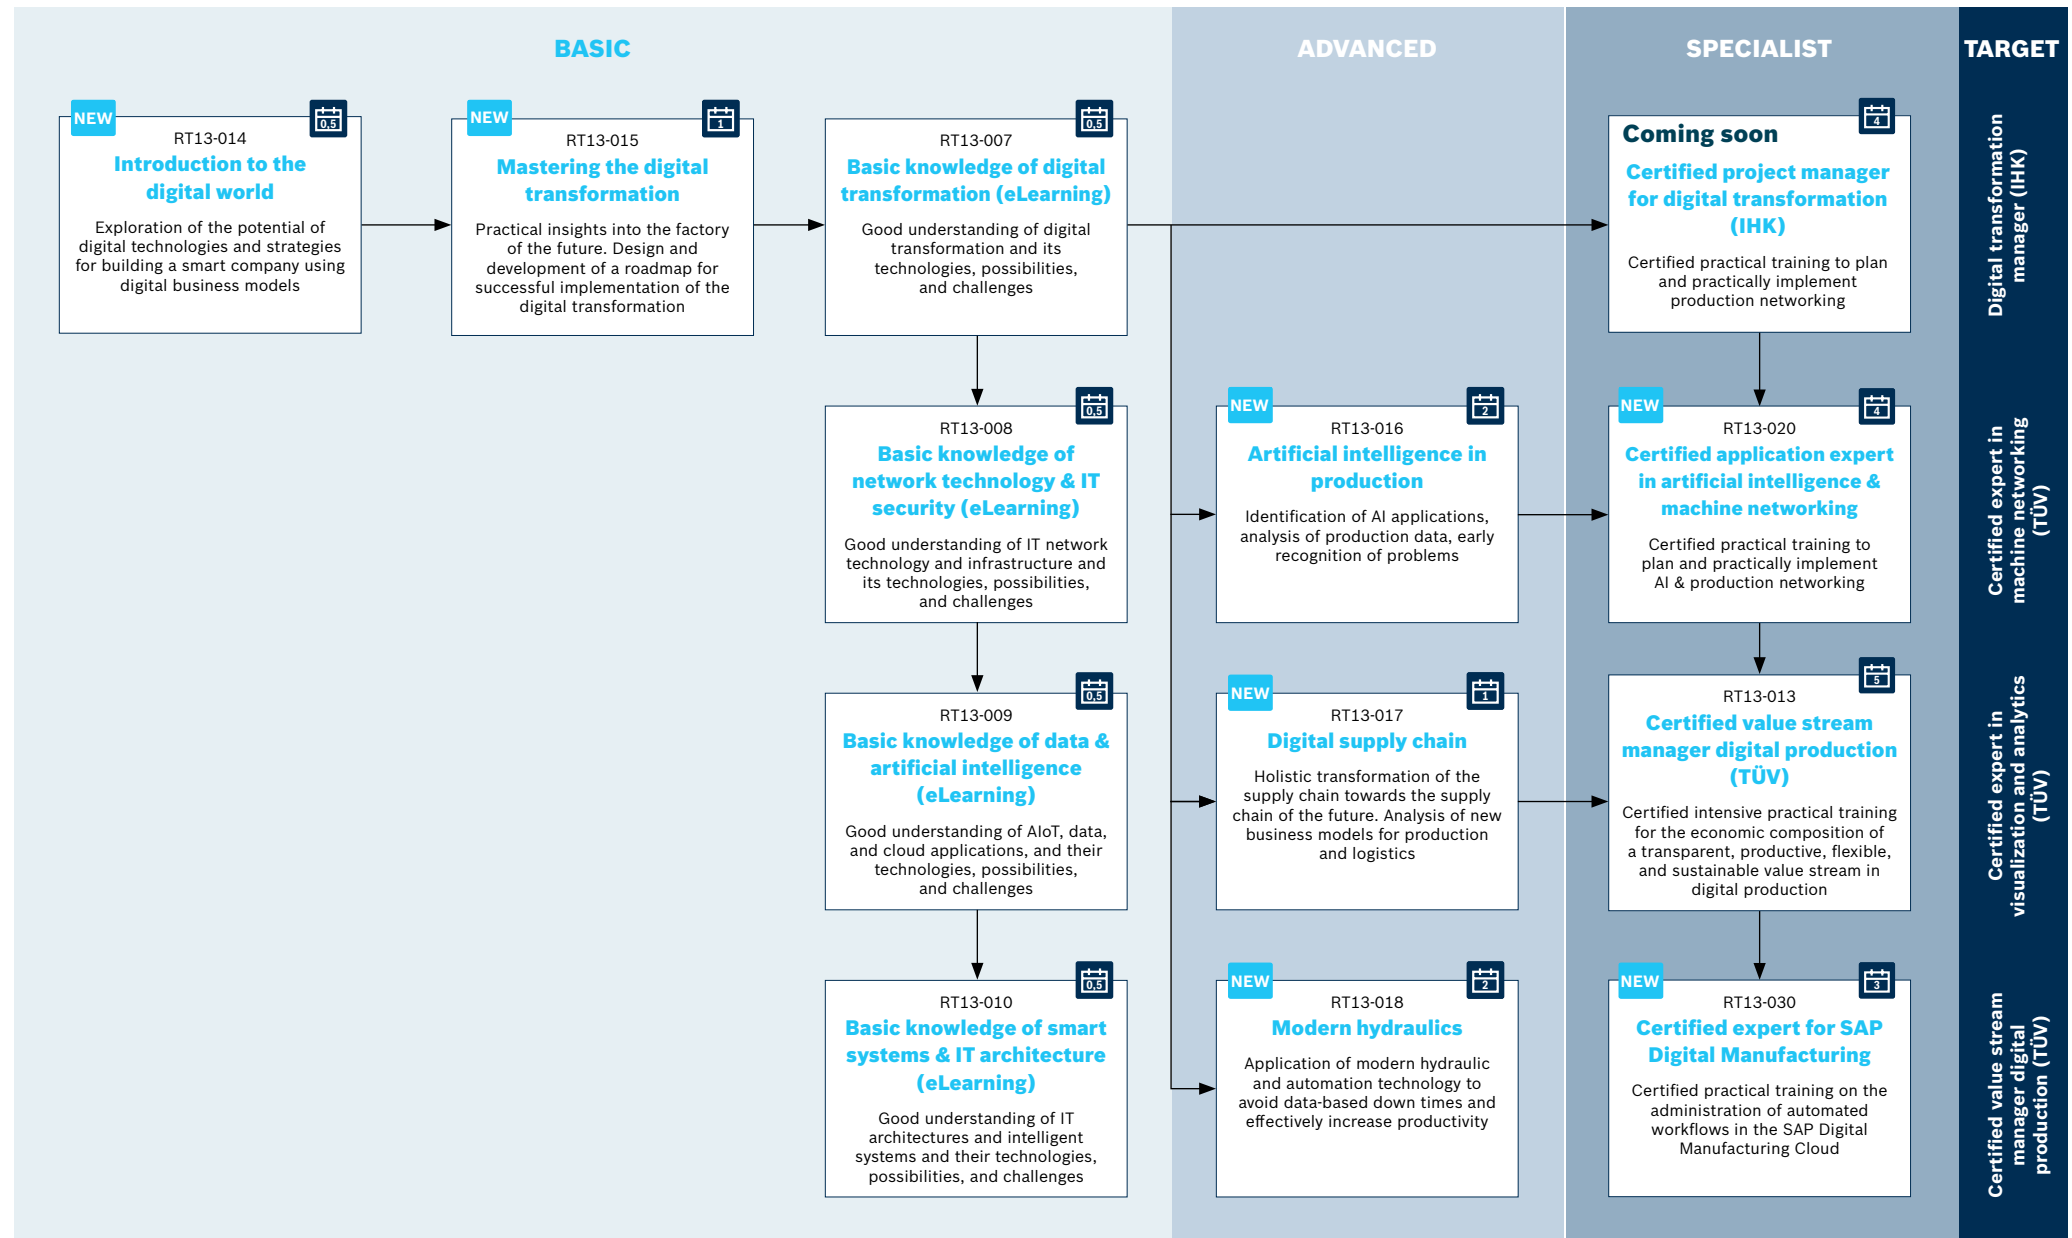 BASIC
ADVANCED
SPECIALIST
TARGET
NEW
0,5
RT13-014
Introduction to the
digital world
Exploration of the potential of
digital technologies and strategies
for building a smart company using
digital business models
NEW
1
RT13-015
Mastering the digital
transformation
Practical insights into the factory
of the future. Design and
development of a roadmap for
successful implementation of the
digital transformation
0,5
RT13-007
Basic knowledge of digital
transformation (eLearning)
Good understanding of digital
transformation and its
technologies, possibilities,
and challenges
4
Coming soon
Certified project manager
for digital transformation
(IHK)
Certified practical training to plan
and practically implement
production networking
Digital transformation
manager (IHK)
0,5
RT13-008
Basic knowledge of
network technology & IT
security (eLearning)
Good understanding of IT network
technology and infrastructure and
its technologies, possibilities,
and challenges
NEW
2
RT13-016
Artificial intelligence in
production
Identification of AI applications,
analysis of production data, early
recognition of problems
NEW
4
RT13-020
Certified application expert
in artificial intelligence &
machine networking
Certified practical training to
plan and practically implement
AI & production networking
Certified expert in
machine networking
(TÜV)
0,5
RT13-009
Basic knowledge of data &
artificial intelligence
(eLearning)
Good understanding of AIoT, data,
and cloud applications, and their
technologies, possibilities,
and challenges
NEW
1
RT13-017
Digital supply chain
Holistic transformation of the
supply chain towards the supply
chain of the future. Analysis of new
business models for production
and logistics
5
RT13-013
Certified value stream
manager digital production
(TÜV)
Certified intensive practical training
for the economic composition of
a transparent, productive, flexible,
and sustainable value stream in
digital production
Certified expert in
visualization and analytics
(TÜV)
0,5
RT13-010
Basic knowledge of smart
systems & IT architecture
(eLearning)
Good understanding of IT
architectures and intelligent
systems and their technologies,
possibilities, and challenges
NEW
2
RT13-018
Modern hydraulics
Application of modern hydraulic
and automation technology to
avoid data-based down times and
effectively increase productivity
NEW
3
RT13-030
Certified expert for SAP
Digital Manufacturing
Certified practical training on the
administration of automated
workflows in the SAP Digital
Manufacturing Cloud
Certified value stream
manager digital
production (TÜV)